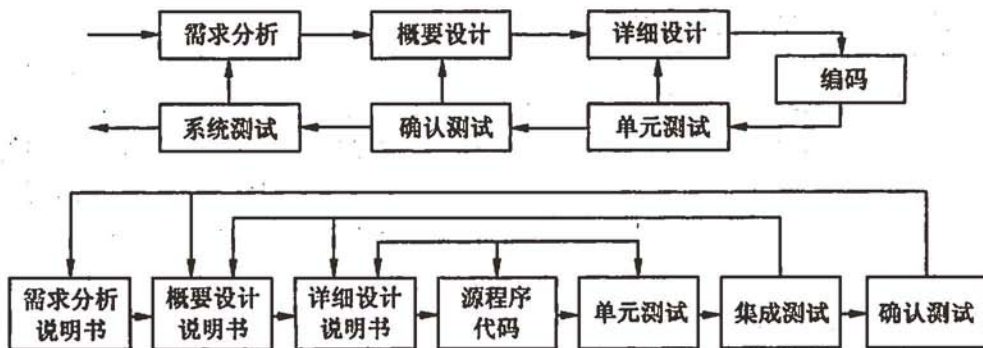 需求分析
概要设计
详细设计
编码
系统测试
确认测试
单元测试
需求分析
说明书
概要设计
说明书
详细设计
说明书
源程序
代码
单元测试
集成测试
确认测试